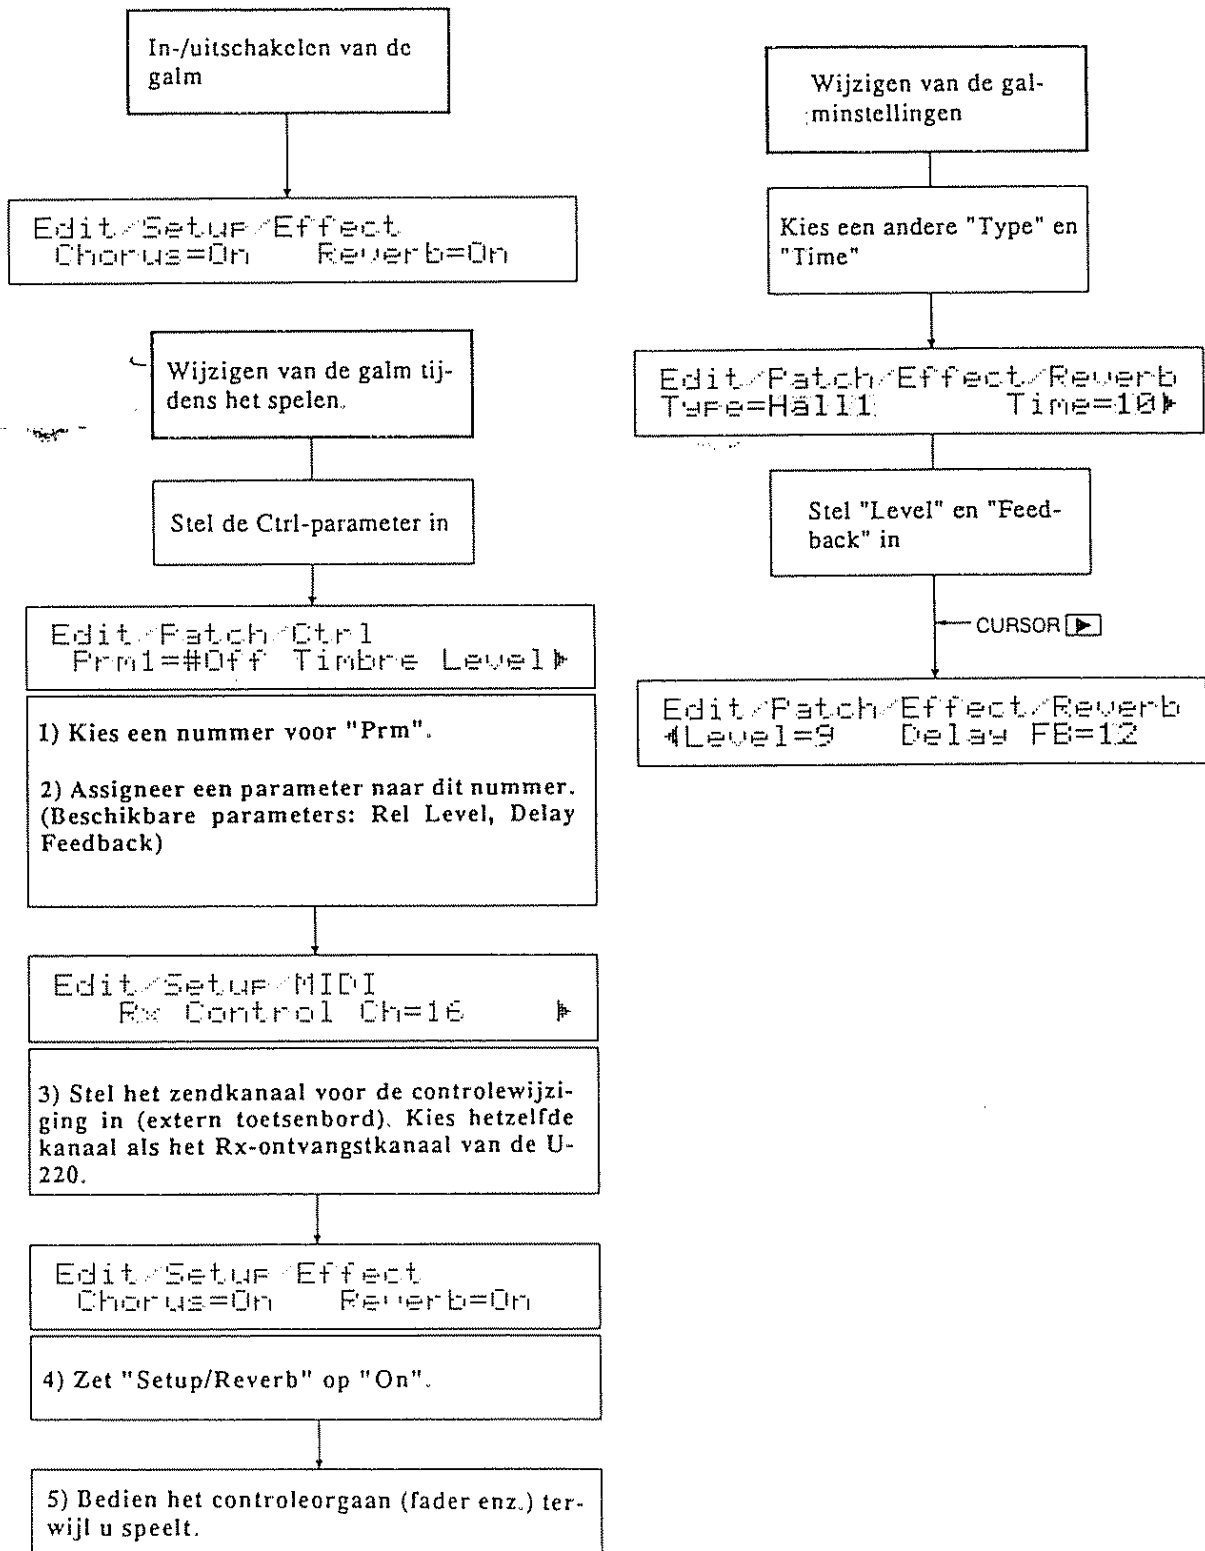 In-/uitschakelen van de
galm
Edit/Setup/Effect
Chorus=On Reverb=On
Wijzigen van de galm tij-
dens het spelen.
Stel de Ctrl-parameter in
Edit/Patch/Ctrl
Prm1=#Off Timbre Level▶
1) Kies een nummer voor "Prm".
2) Assigneer een parameter naar dit nummer.
(Beschikbare parameters: Rel Level, Delay
Feedback)
Edit/Setup/MIDI
Rx Control Ch=16 ▶
3) Stel het zendkanaal voor de controlewijzi-
ging in (extern toetsenbord). Kies hetzelfde
kanaal als het Rx-ontvangstkanaal van de U-
220.
Edit/Setup/Effect
Chorus=On Reverb=On
4) Zet "Setup/Reverb" op "On".
5) Bedien het controleorgaan (fader enz.) ter-
wijl u speelt.
Wijzigen van de gal-
minstellingen
Kies een andere "Type" en
"Time"
Edit/Patch/Effect/Reverb
Type=Hall1 Time=10▶
Stel "Level" en "Feed-
back" in
CURSOR ▶
Edit/Patch/Effect/Reverb
◀Level=9 Delay FB=12